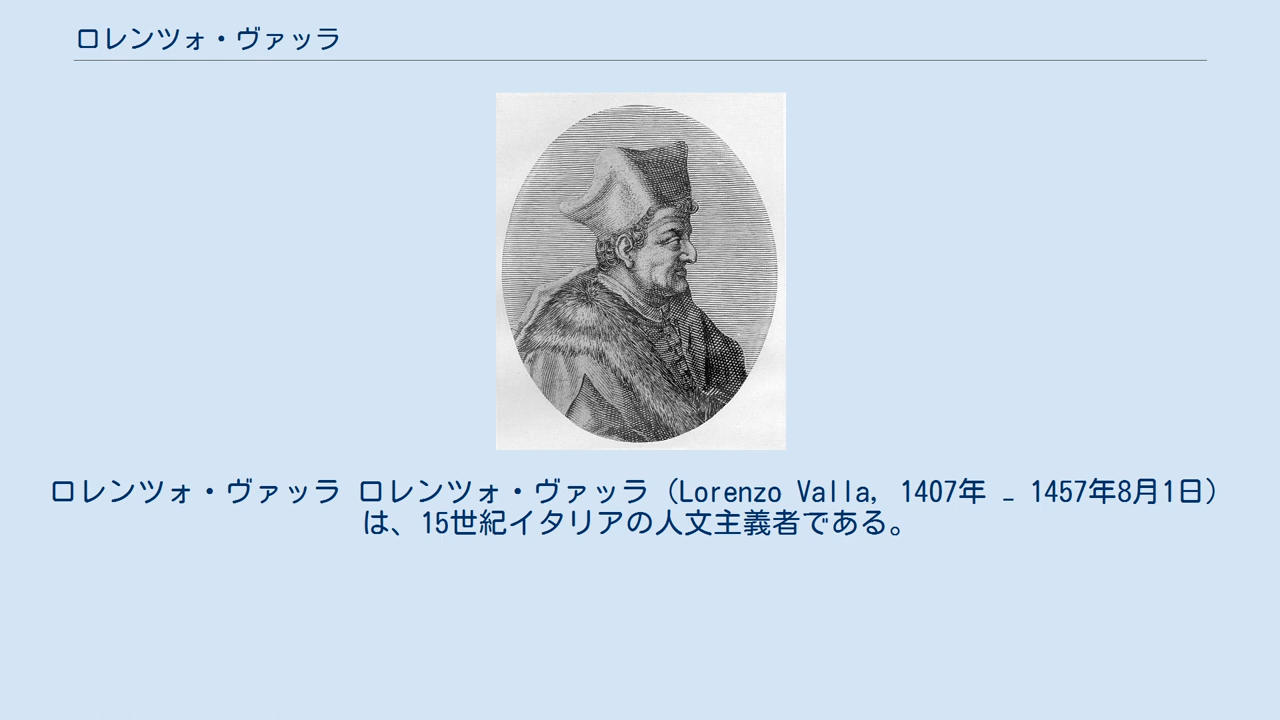 ロレンツォ・ヴァッラ
ロレンツォ・ヴァッラ ロレンツォ・ヴァッラ（Lorenzo Valla, 1407年 – 1457年8月1日）
は、15世紀イタリアの人文主義者である。